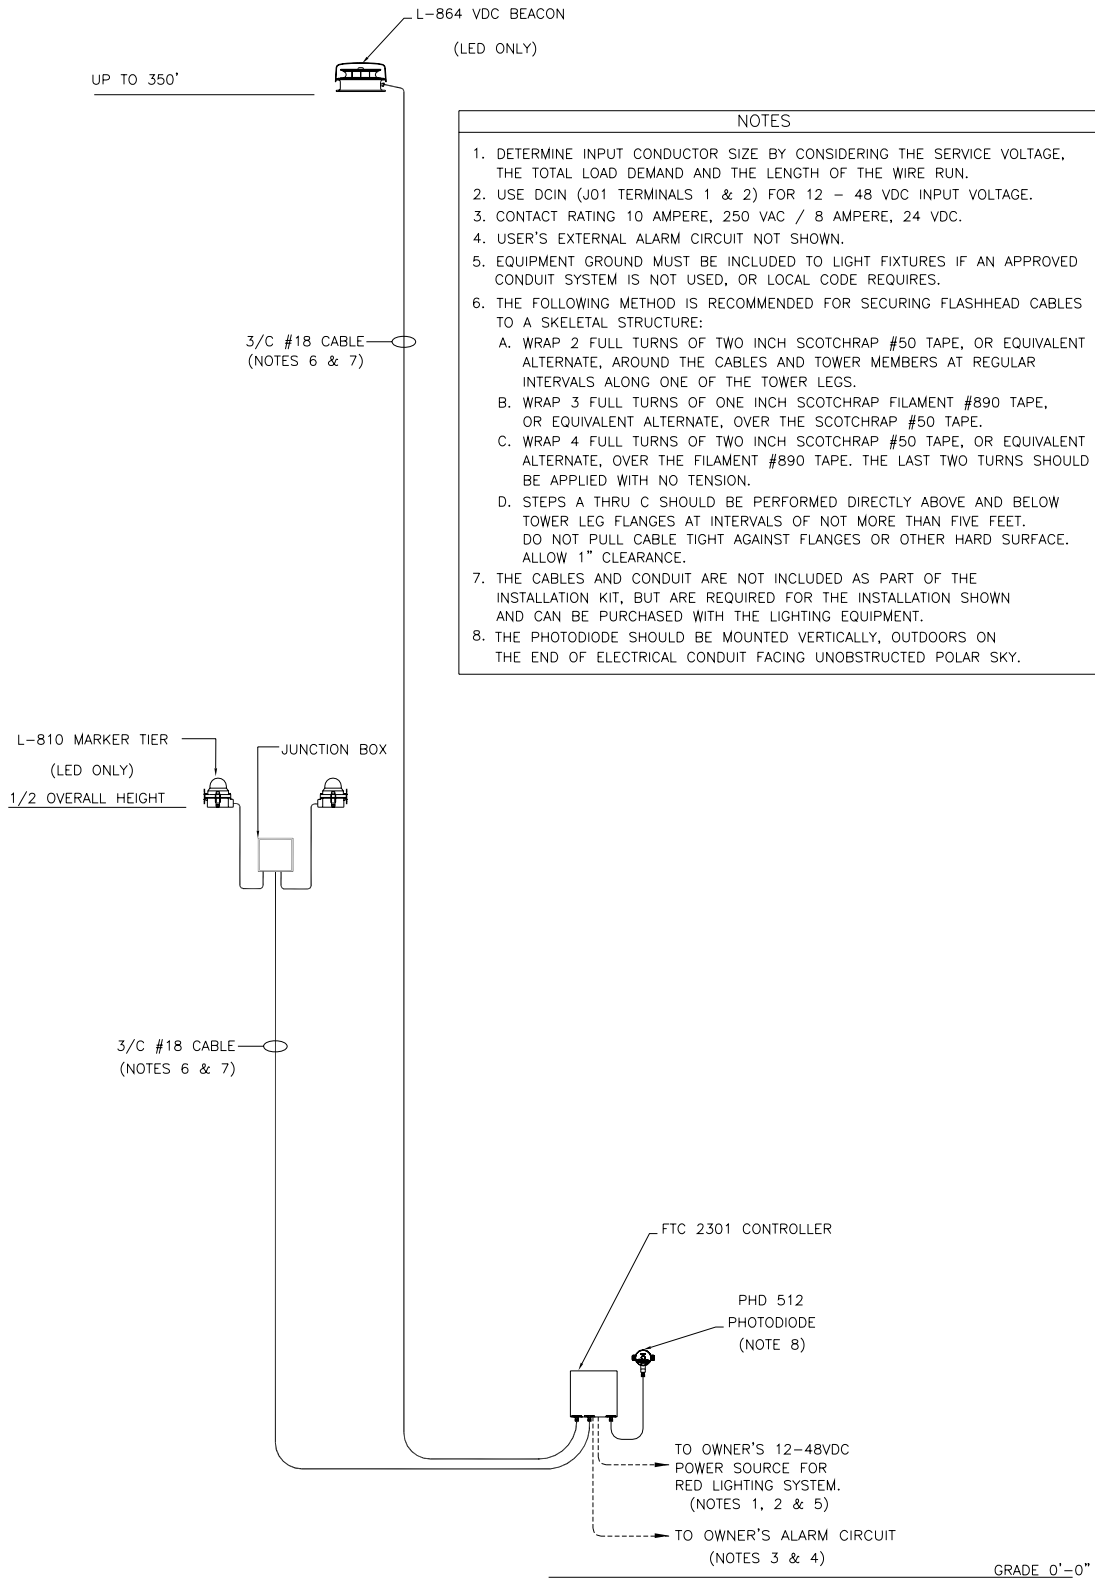 L-864 VDC BEACON
(LED ONLY)
UP TO 350'
NOTES
1. DETERMINE INPUT CONDUCTOR SIZE BY CONSIDERING THE SERVICE VOLTAGE,
THE TOTAL LOAD DEMAND AND THE LENGTH OF THE WIRE RUN.
2. USE DCIN (J01 TERMINALS 1 & 2) FOR 12 - 48 VDC INPUT VOLTAGE.
3. CONTACT RATING 10 AMPERE, 250 VAC / 8 AMPERE, 24 VDC.
4. USER'S EXTERNAL ALARM CIRCUIT NOT SHOWN.
5. EQUIPMENT GROUND MUST BE INCLUDED TO LIGHT FIXTURES IF AN APPROVED
CONDUIT SYSTEM IS NOT USED, OR LOCAL CODE REQUIRES.
6. THE FOLLOWING METHOD IS RECOMMENDED FOR SECURING FLASHHEAD CABLES
TO A SKELETAL STRUCTURE:
A. WRAP 2 FULL TURNS OF TWO INCH SCOTCHRAP #50 TAPE, OR EQUIVALENT
ALTERNATE, AROUND THE CABLES AND TOWER MEMBERS AT REGULAR
INTERVALS ALONG ONE OF THE TOWER LEGS.
B. WRAP 3 FULL TURNS OF ONE INCH SCOTCHRAP FILAMENT #890 TAPE,
OR EQUIVALENT ALTERNATE, OVER THE SCOTCHRAP #50 TAPE.
C. WRAP 4 FULL TURNS OF TWO INCH SCOTCHRAP #50 TAPE, OR EQUIVALENT
ALTERNATE, OVER THE FILAMENT #890 TAPE. THE LAST TWO TURNS SHOULD
BE APPLIED WITH NO TENSION.
D. STEPS A THRU C SHOULD BE PERFORMED DIRECTLY ABOVE AND BELOW
TOWER LEG FLANGES AT INTERVALS OF NOT MORE THAN FIVE FEET.
DO NOT PULL CABLE TIGHT AGAINST FLANGES OR OTHER HARD SURFACE.
ALLOW 1" CLEARANCE.
7. THE CABLES AND CONDUIT ARE NOT INCLUDED AS PART OF THE
INSTALLATION KIT, BUT ARE REQUIRED FOR THE INSTALLATION SHOWN
AND CAN BE PURCHASED WITH THE LIGHTING EQUIPMENT.
8. THE PHOTODIODE SHOULD BE MOUNTED VERTICALLY, OUTDOORS ON
THE END OF ELECTRICAL CONDUIT FACING UNOBSTRUCTED POLAR SKY.
3/C #18 CABLE
(NOTES 6 & 7)
L-810 MARKER TIER
(LED ONLY)
1/2 OVERALL HEIGHT
JUNCTION BOX
3/C #18 CABLE
(NOTES 6 & 7)
FTC 2301 CONTROLLER
PHD 512
PHOTODIODE
(NOTE 8)
TO OWNER'S 12-48VDC
POWER SOURCE FOR
RED LIGHTING SYSTEM.
(NOTES 1, 2 & 5)
TO OWNER'S ALARM CIRCUIT
(NOTES 3 & 4)
GRADE 0'-0"